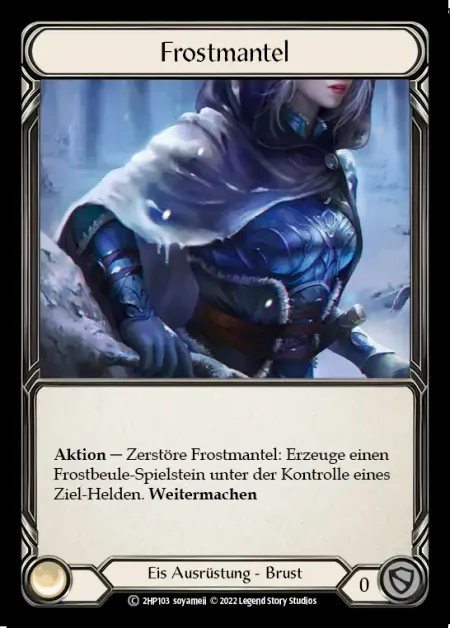 Frostmantel
Aktion — Zerstöre Frostmantel: Erzeuge einen
Frostbeule-Spielstein unter der Kontrolle eines
Ziel-Helden. Weitermachen
Eis Ausrüstung - Brust
0
C 2HP103 soyameii © 2022 Legend Story Studios